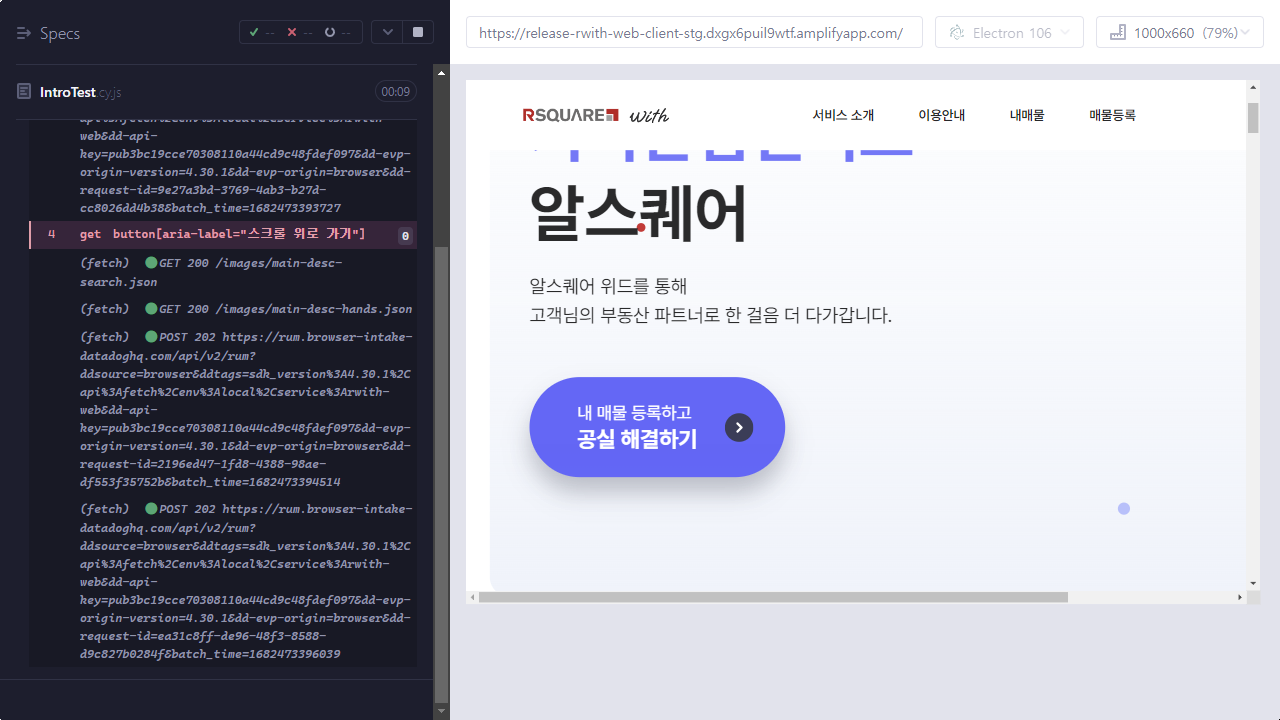 Specs
-- -- --
IntroTest.cy.js
00:09
web&dd-api-
key=pub3bc19cce70308110a44cd9c48fdef097&dd-evp-
origin-version=4.30.1&dd-evp-origin=browser&dd-
request-id=9e27a3bd-3769-4ab3-b27d-
cc8026dd4b38&batch_time=1682473393727
4 get button[aria-label="스크롤 위로 가기"] 0
(fetch) GET 200 /images/main-desc-
search.json
(fetch) GET 200 /images/main-desc-hands.json
(fetch) POST 202 https://rum.browser-intake-
datadoghq.com/api/v2/rum?
ddsource=browser&ddtags=sdk_version%3A4.30.1%2C
api%3Afetch%2Cenv%3Alocal%2Cservice%3Arwith-
web&dd-api-
key=pub3bc19cce70308110a44cd9c48fdef097&dd-evp-
origin-version=4.30.1&dd-evp-origin=browser&dd-
request-id=2196ed47-1fd8-4388-98ae-
df553f35752b&batch_time=1682473394514
(fetch) POST 202 https://rum.browser-intake-
datadoghq.com/api/v2/rum?
ddsource=browser&ddtags=sdk_version%3A4.30.1%2C
api%3Afetch%2Cenv%3Alocal%2Cservice%3Arwith-
web&dd-api-
key=pub3bc19cce70308110a44cd9c48fdef097&dd-evp-
origin-version=4.30.1&dd-evp-origin=browser&dd-
request-id=ea31c8ff-de96-48f3-8588-
d9c827b0284f&batch_time=1682473396039
https://release-rwith-web-client-stg.dxgx6puil9wtf.amplifyapp.com/
Electron 106
1000x660 (79%)
RSQUARE with
서비스 소개
이용안내
내매물
매물등록
알스퀘어
알스퀘어 위드를 통해
고객님의 부동산 파트너로 한 걸음 더 다가갑니다.
내 매물 등록하고
공실 해결하기